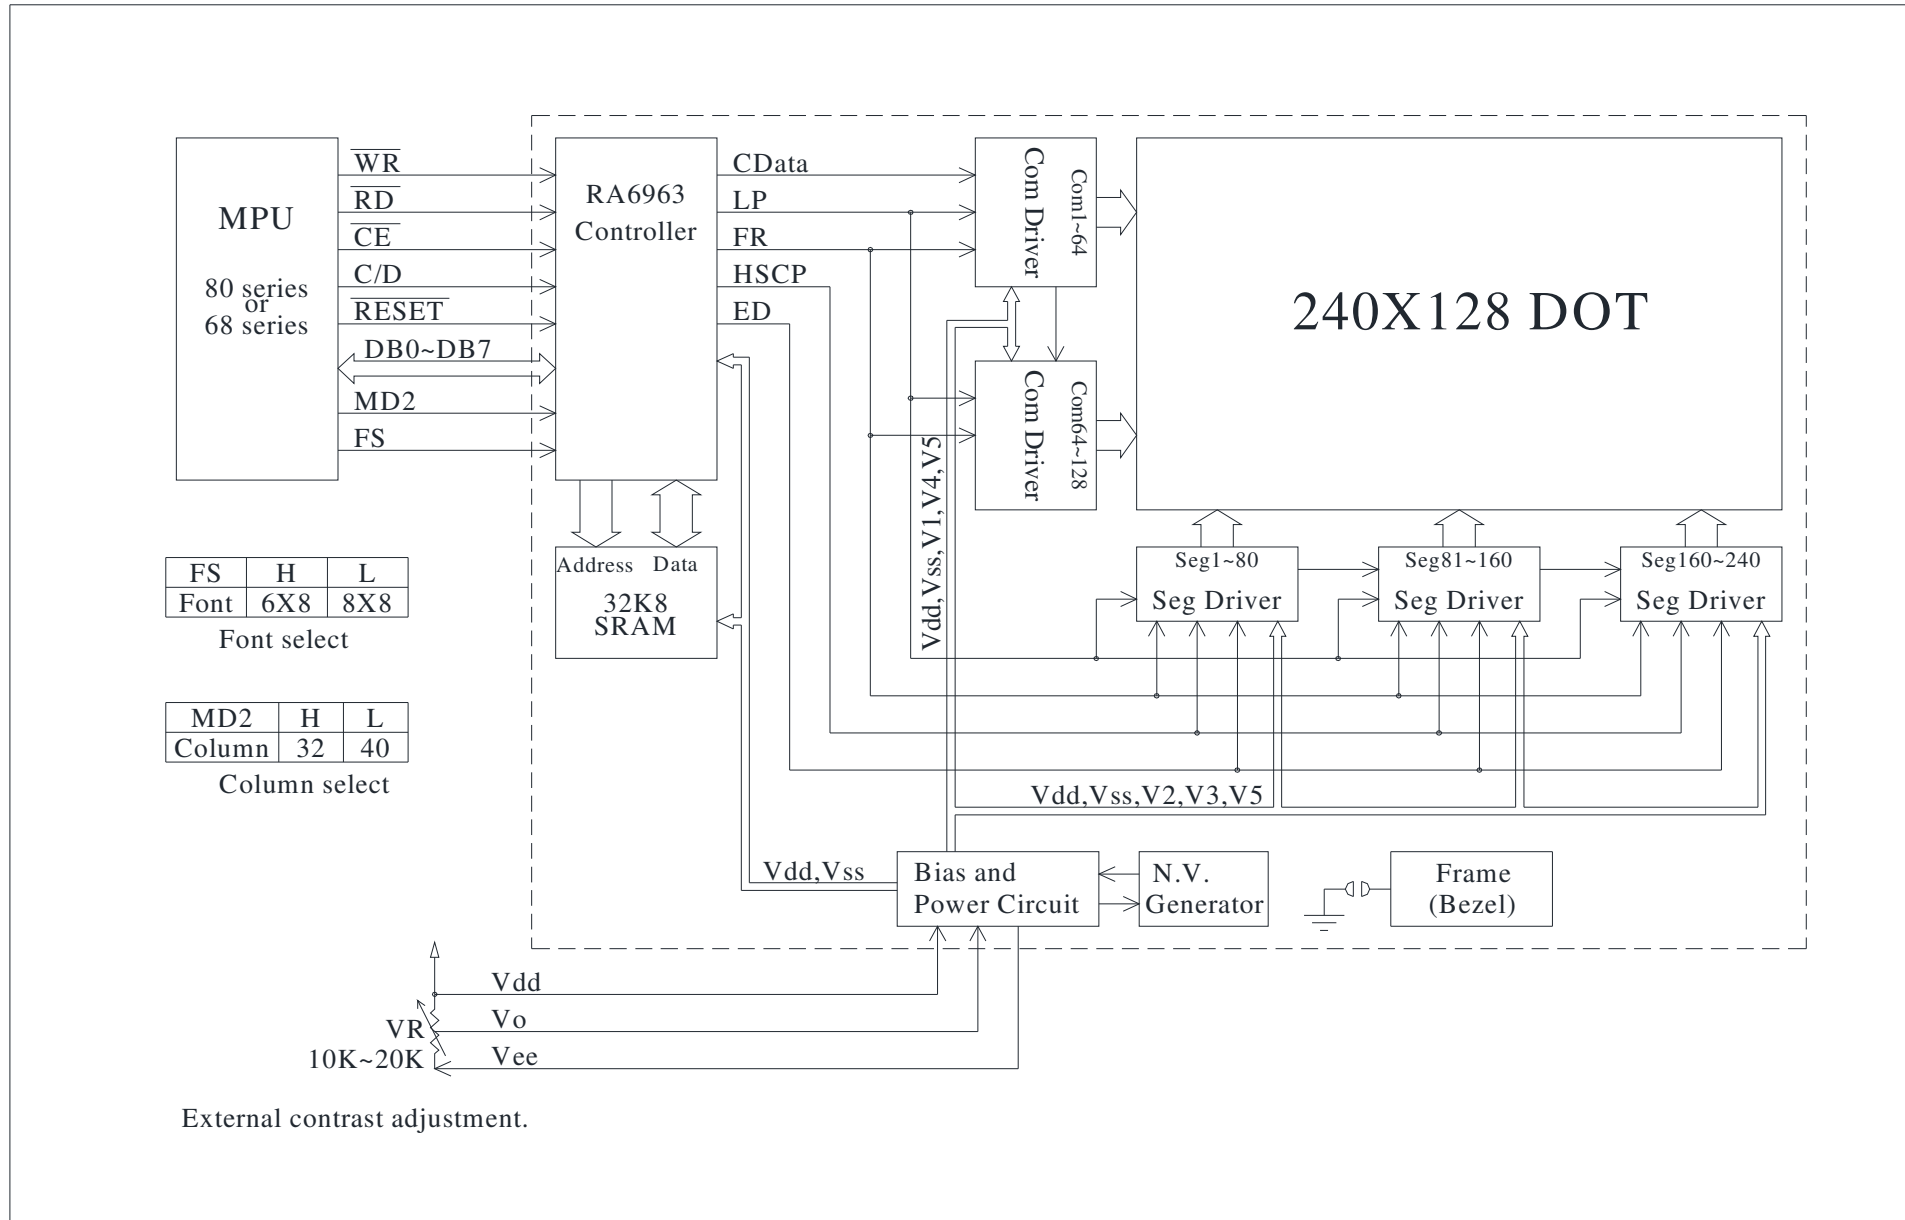 MPU
80 series
or
68 series
WR
RD
CE
C/D
RESET
DB0~DB7
MD2
FS
RA6963
Controller
CData
LP
FR
HSCP
ED
Com Driver
Com1~64
Com Driver
Com64~128
240X128 DOT
Address Data
32K8
SRAM
Vdd,Vss,V1,V4,V5
Seg1~80
Seg Driver
Seg81~160
Seg Driver
Seg160~240
Seg Driver
FS H L
Font 6X8 8X8
Font select
MD2 H L
Column 32 40
Column select
Vdd,Vss,V2,V3,V5
Vdd,Vss
Bias and
Power Circuit
N.V.
Generator
Frame
(Bezel)
Vdd
Vo
Vee
VR
10K~20K
External contrast adjustment.